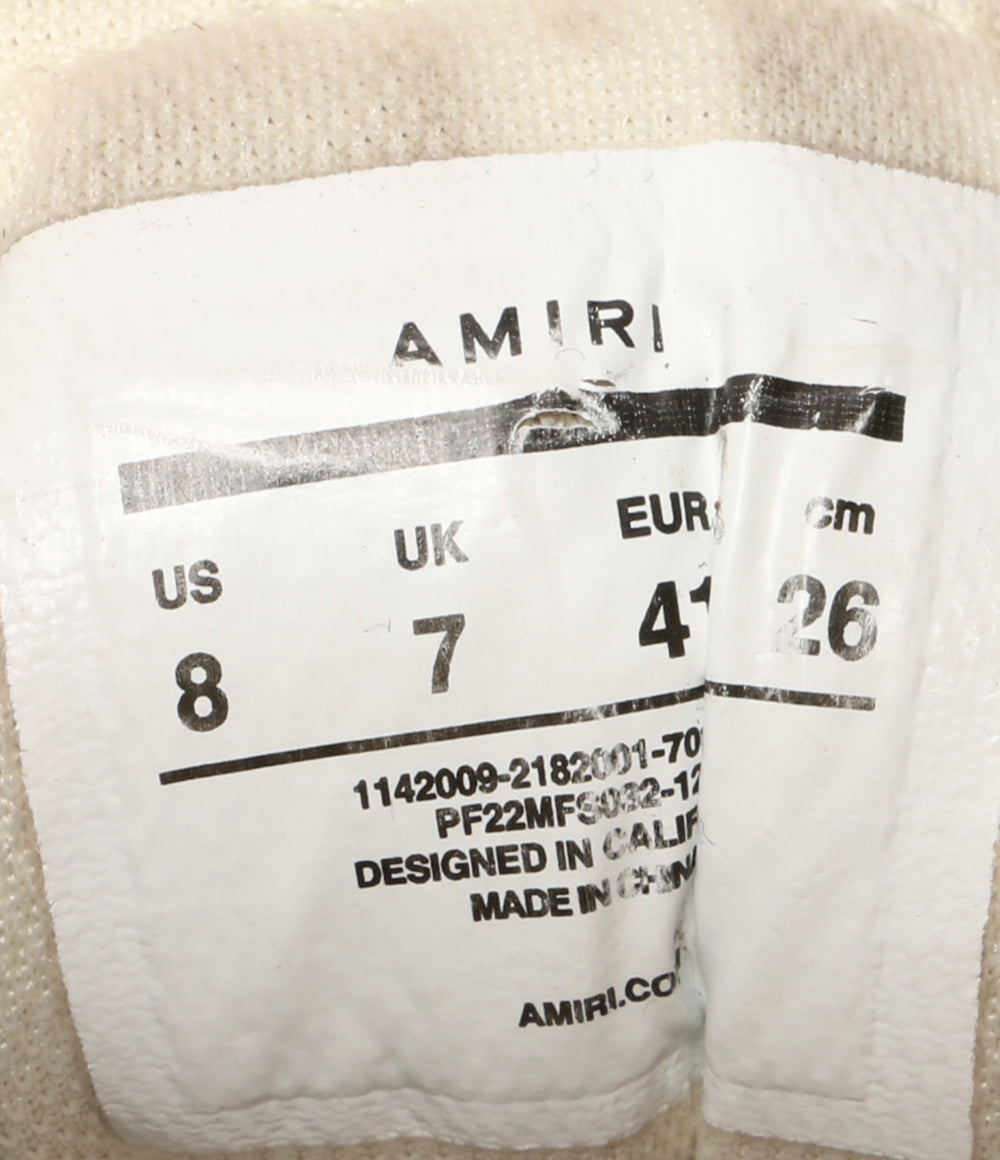 AMIRI
US UK EUR cm
8 7 41 26
1142009-2182001-70
PF22MFS032-12
DESIGNED IN CALIF
MADE IN CHINA
AMIRI.CO